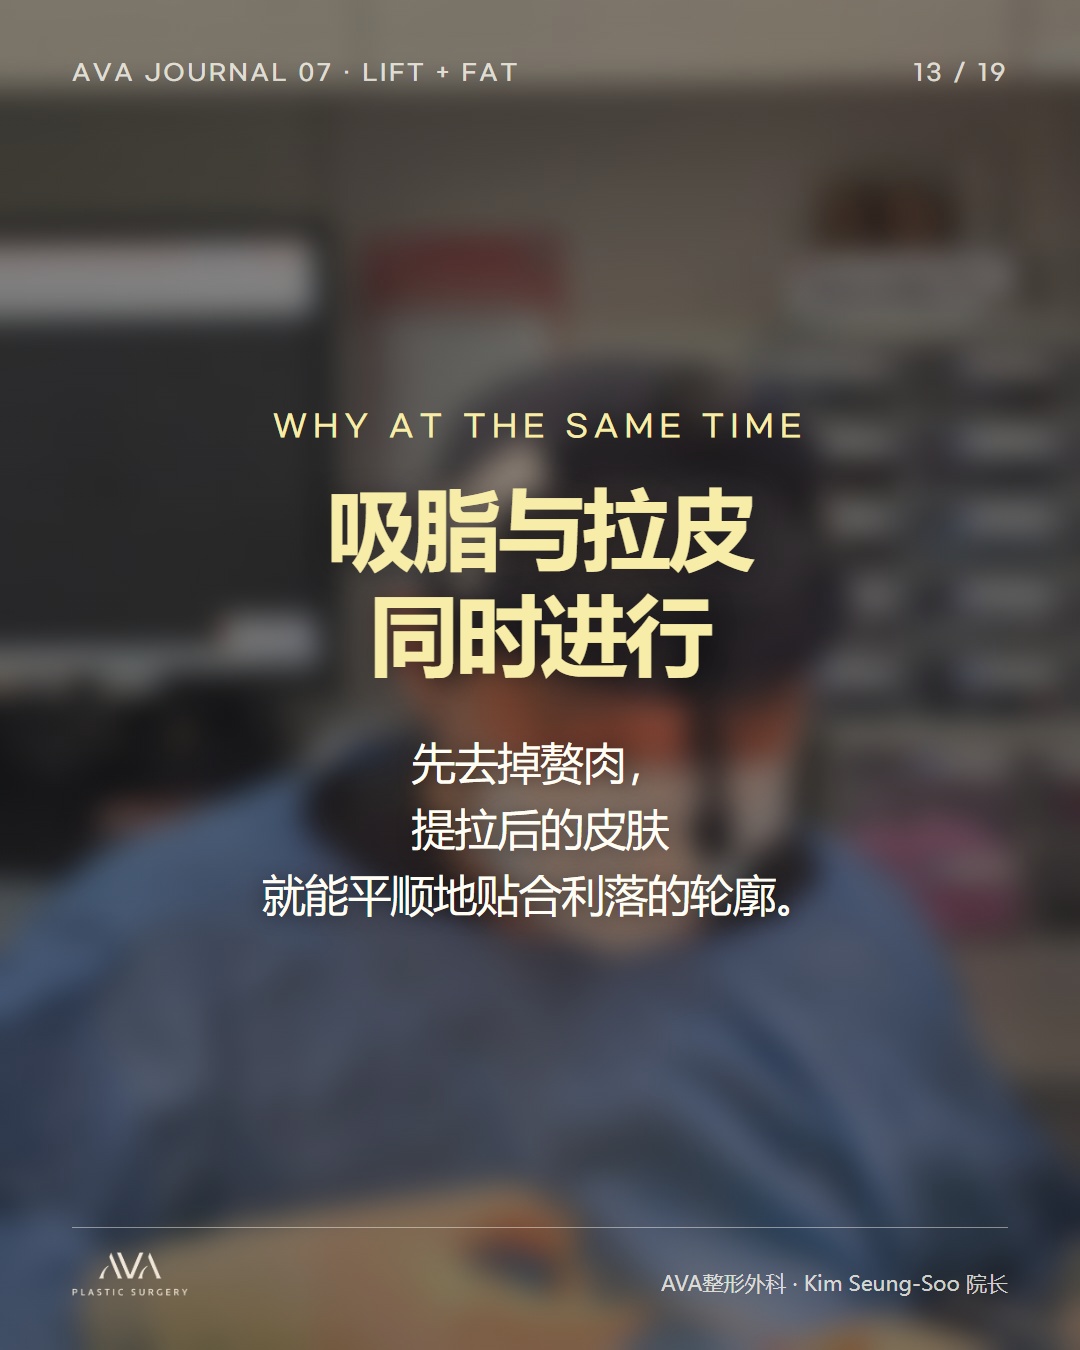 AVA JOURNAL 07 · LIFT + FAT
13 / 19
WHY AT THE SAME TIME
吸脂与拉皮
同时进行
先去掉赘肉，
提拉后的皮肤
就能平顺地贴合利落的轮廓。
AVA
PLASTIC SURGERY
AVA整形外科 · Kim Seung-Soo 院长